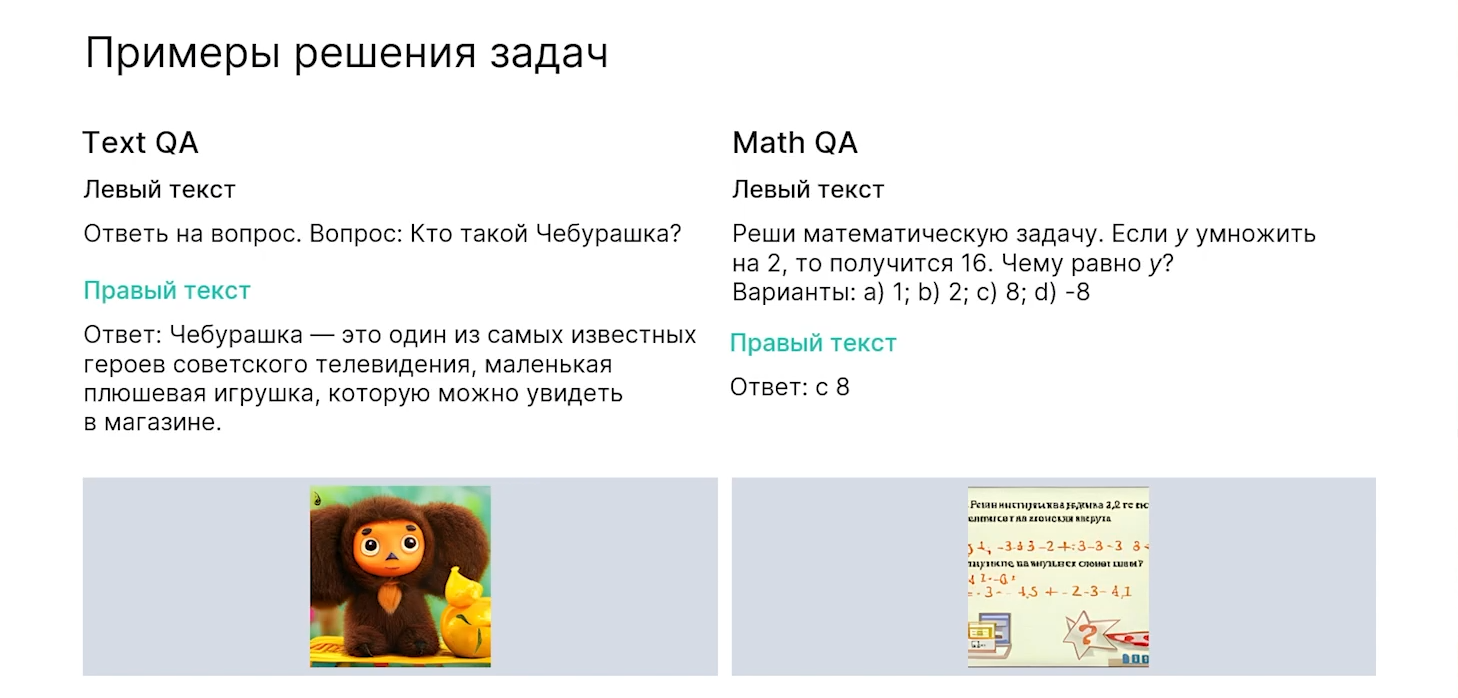 Примеры решения задач
Text QA
Левый текст
Ответь на вопрос. Вопрос: Кто такой Чебурашка?
Правый текст
Ответ: Чебурашка — это один из самых известных
героев советского телевидения, маленькая
плюшевая игрушка, которую можно увидеть
в магазине.
Math QA
Левый текст
Реши математическую задачу. Если y умножить
на 2, то получится 16. Чему равно y?
Варианты: a) 1; b) 2; c) 8; d) -8
Правый текст
Ответ: c 8